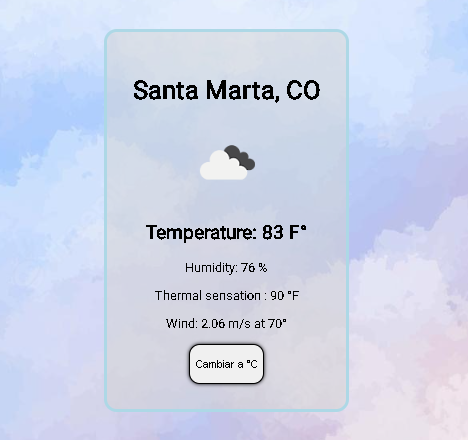 Santa Marta, CO
Temperature: 83 F°
Humidity: 76 %
Thermal sensation : 90 °F
Wind: 2.06 m/s at 70°
Cambiar a °C